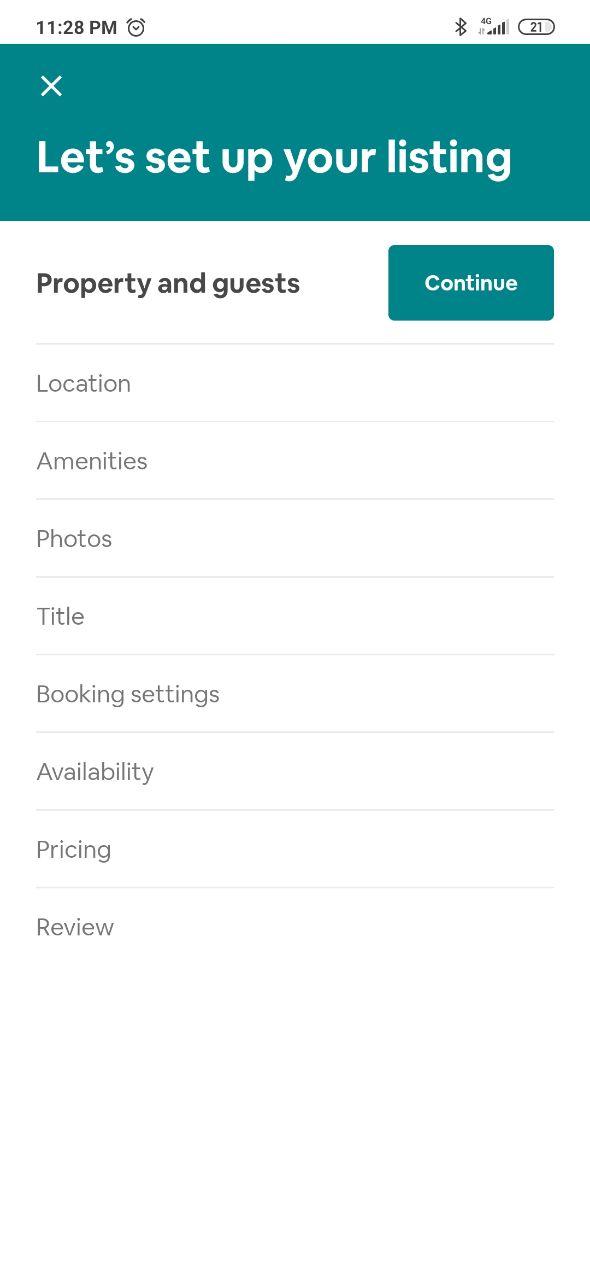 11:28 PM
4G
21
Let’s set up your listing
Property and guests
Continue
Location
Amenities
Photos
Title
Booking settings
Availability
Pricing
Review